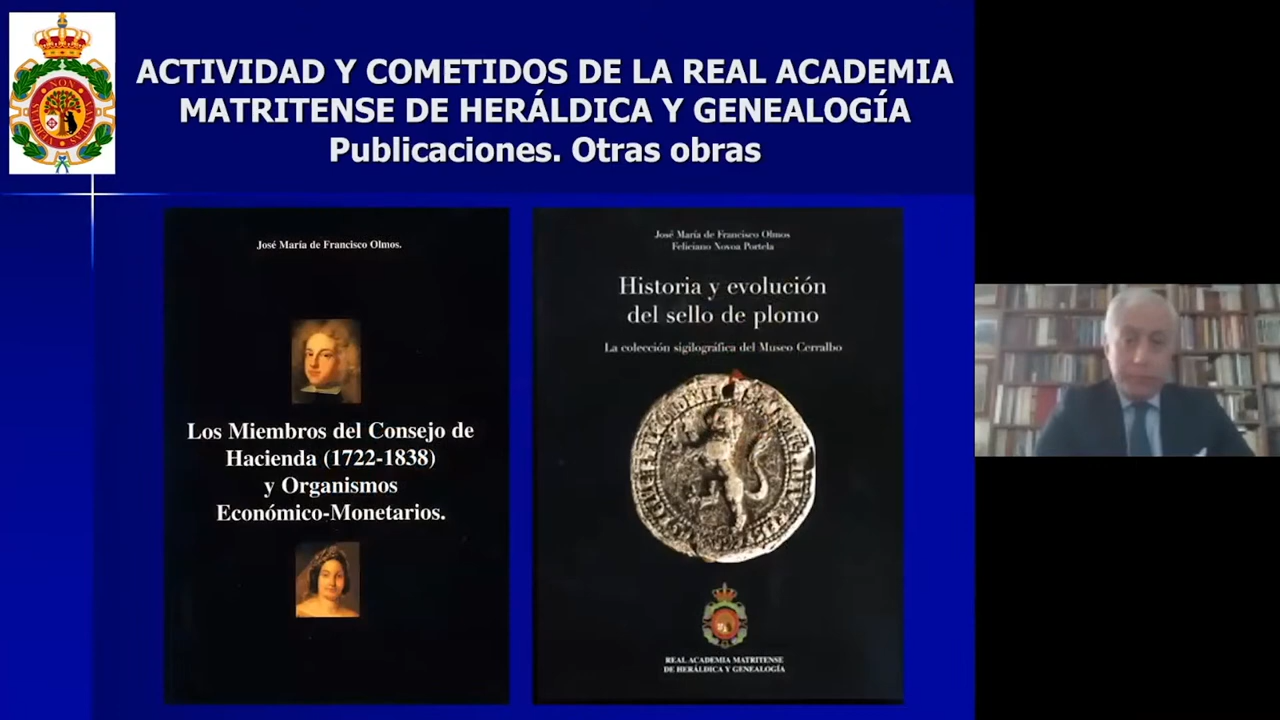 ACTIVIDAD Y COMETIDOS DE LA REAL ACADEMIA
MATRITENSE DE HERÁLDICA Y GENEALOGÍA
Publicaciones. Otras obras
José María de Francisco Olmos.
Los Miembros del Consejo de
Hacienda (1722-1838)
y Organismos
Económico-Monetarios.
José María de Francisco Olmos
Feliciano Novoa Portela
Historia y evolución
del sello de plomo
La colección sigilográfica del Museo Cerralbo
REAL ACADEMIA MATRITENSE
DE HERÁLDICA Y GENEALOGÍA